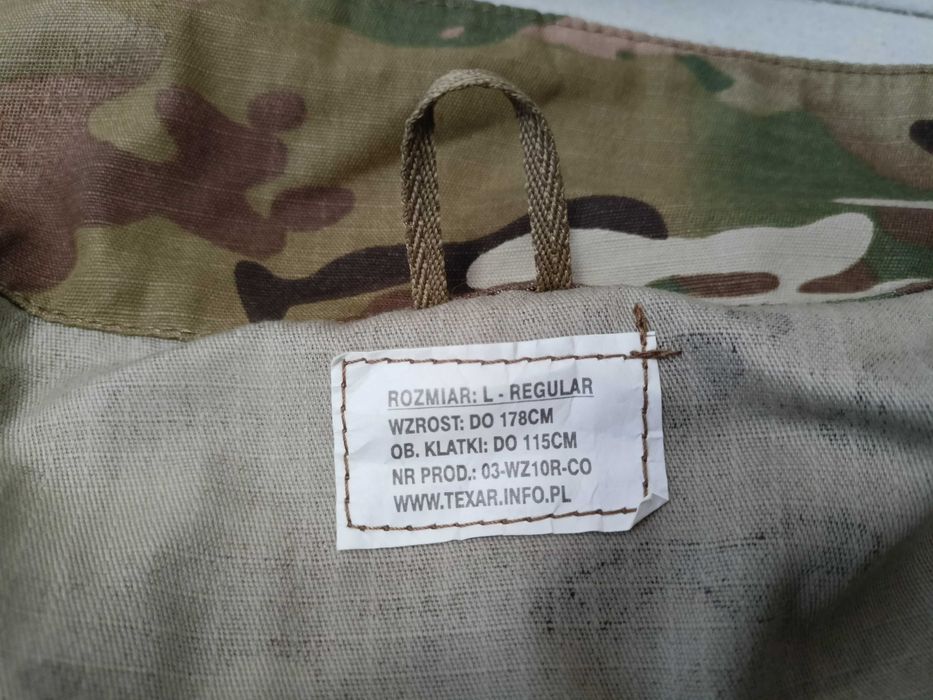 ROZMIAR: L - REGULAR
WZROST: DO 178CM
OB. KLATKI: DO 115CM
NR PROD.: 03-WZ10R-CO
WWW.TEXAR.INFO.PL